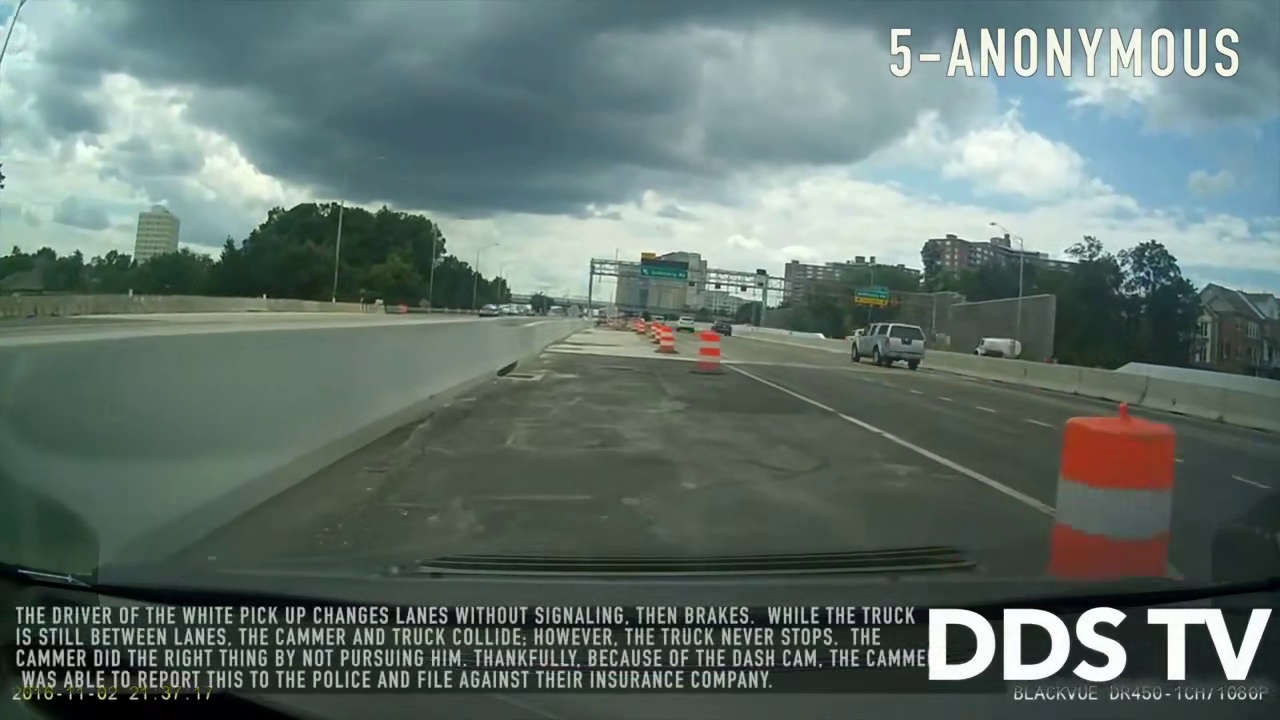 5-ANONYMOUS
THE DRIVER OF THE WHITE PICK UP CHANGES LANES WITHOUT SIGNALING, THEN BRAKES. WHILE THE TRUCK
IS STILL BETWEEN LANES, THE CAMMER AND TRUCK COLLIDE; HOWEVER, THE TRUCK NEVER STOPS. THE
CAMMER DID THE RIGHT THING BY NOT PURSUING HIM. THANKFULLY, BECAUSE OF THE DASH CAM, THE CAMME
WAS ABLE TO REPORT THIS TO THE POLICE AND FILE AGAINST THEIR INSURANCE COMPANY.
DDS TV
2016-11-02 21:37:17
BLACKVUE DR450-1CH/1080P